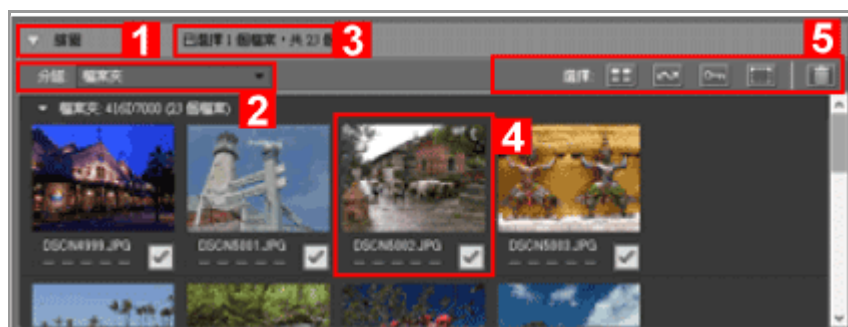 縮圖 1 已選擇 1 個檔案,共 23 個 3 5
分組 檔案夾 2 選擇:
檔案夾: 416D7000 (23 個檔案)
4
DSCN4999.JPG DSCN5001.JPG DSCN5002.JPG DSCN5003.JPG